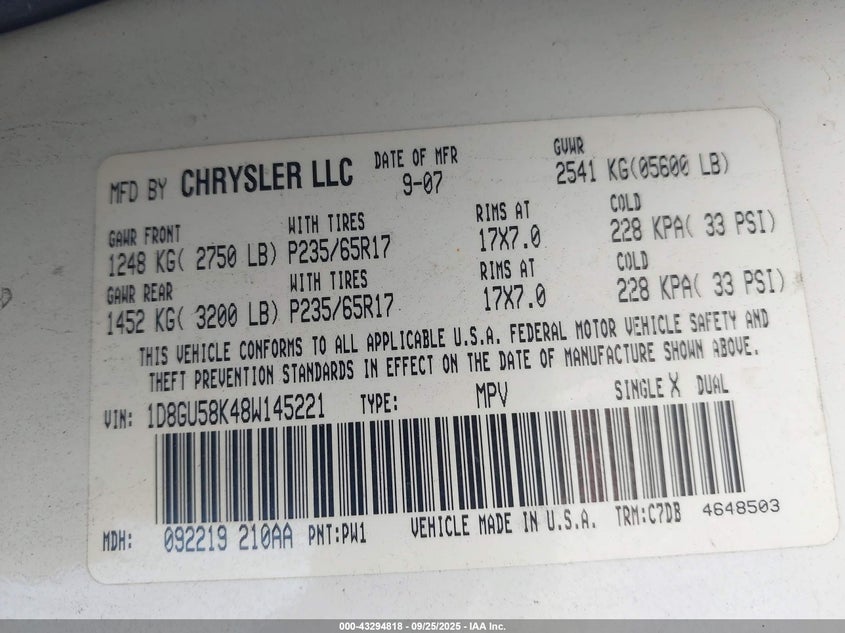 MFD BY CHRYSLER LLC DATE OF MFR 9-07 GVWR 2541 KG(05600 LB)
GAWR FRONT WITH TIRES RIMS AT COLD
1248 KG( 2750 LB) P235/65R17 17X7.0 228 KPA( 33 PSI)
GAWR REAR WITH TIRES RIMS AT COLD
1452 KG( 3200 LB) P235/65R17 17X7.0 228 KPA( 33 PSI)
THIS VEHICLE CONFORMS TO ALL APPLICABLE U.S.A. FEDERAL MOTOR VEHICLE SAFETY AND
THEFT PREVENTION STANDARDS IN EFFECT ON THE DATE OF MANUFACTURE SHOWN ABOVE.
VIN: 1D8GU58K48W145221 TYPE: MPV SINGLE X DUAL
MDH: 092219 210AA PNT:PW1 VEHICLE MADE IN U.S.A. TRM:C7DB 4648503
000-43294818 - 09/25/2025 - IAA Inc.